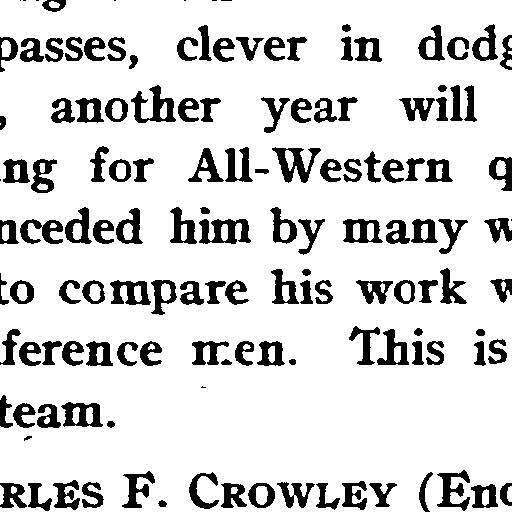 passes, clever in dodg
, another year will
ng for All-Western q
nceded him by many w
to compare his work w
ference men. This is
team.
RLES F. CROWLEY (End